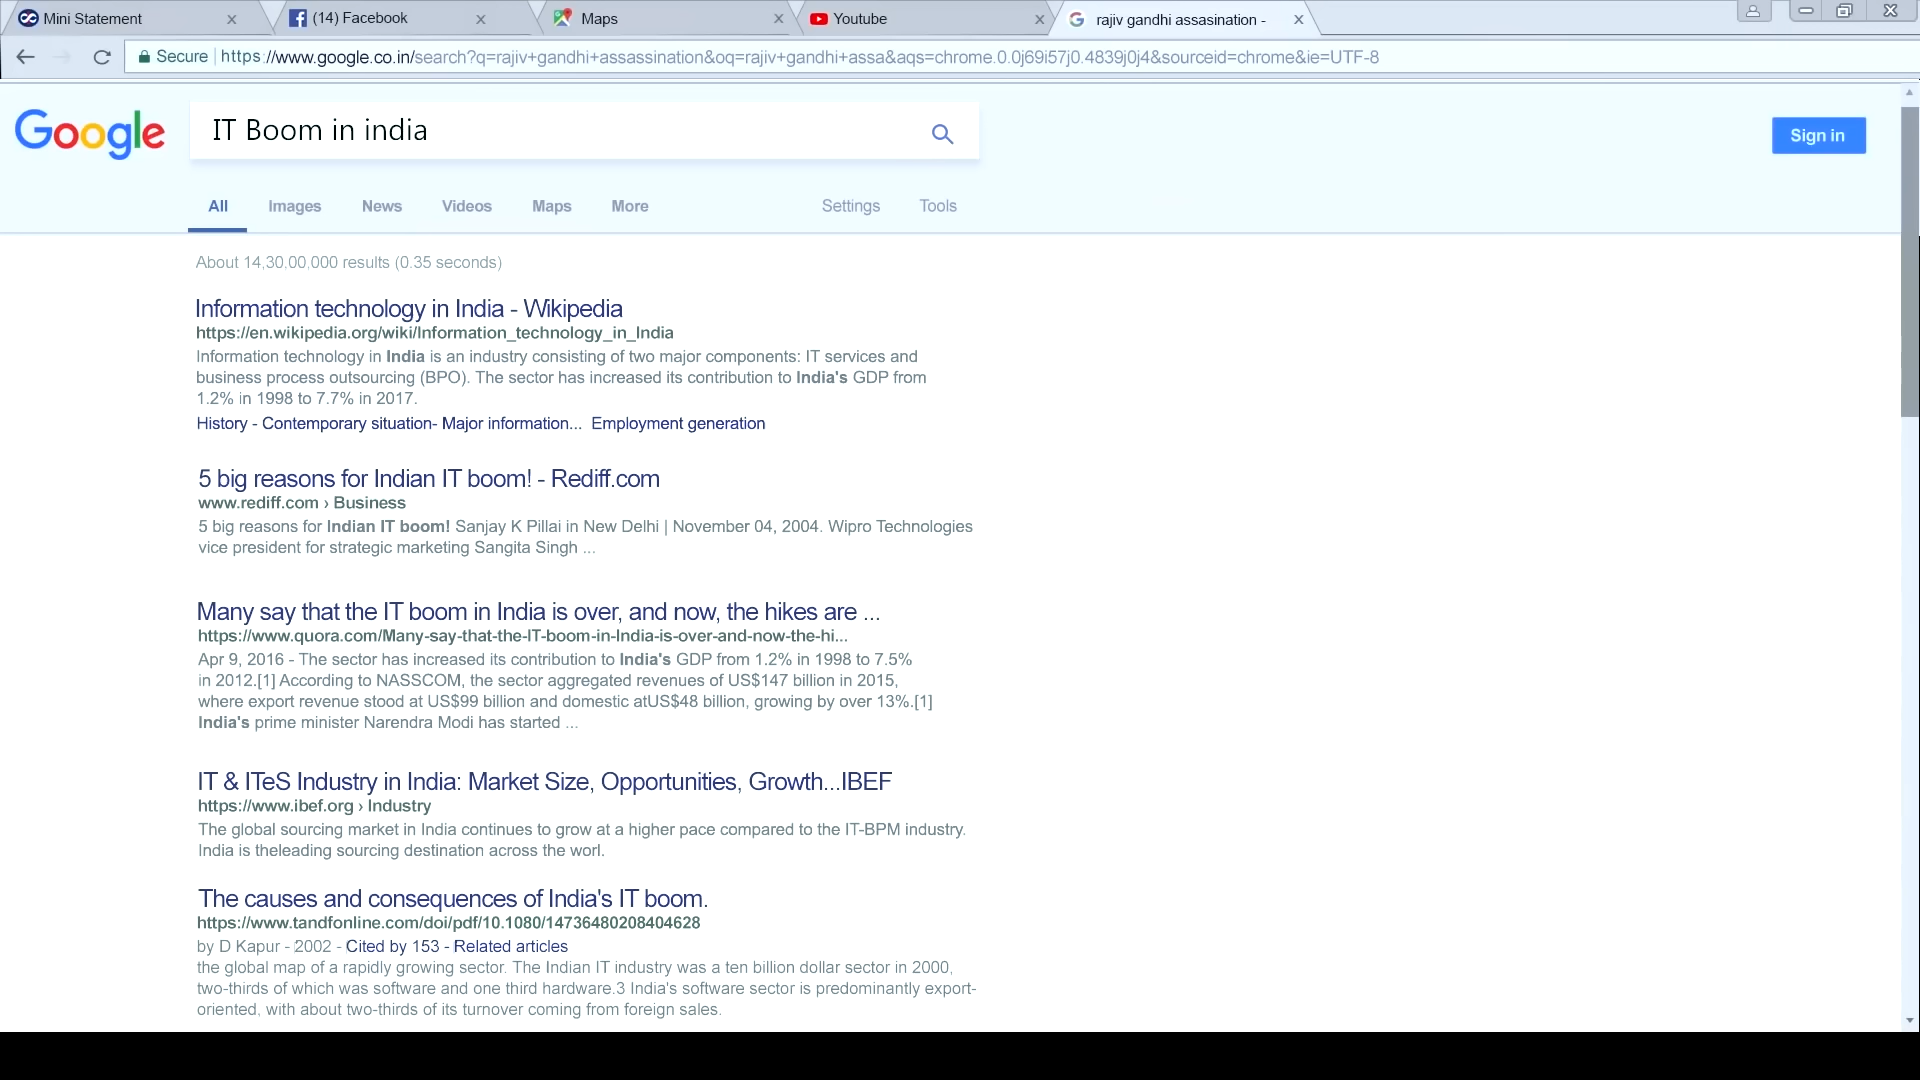 Mini Statement
(14) Facebook
Maps
Youtube
rajiv gandhi assasination -
Secure
https://www.google.co.in/search?q=rajiv+gandhi+assassination&oq=rajiv+gandhi+assa&aqs=chrome.0.0j69i57j0.4839j0j4&sourceid=chrome&ie=UTF-8
Google
IT Boom in india
Sign in
All Images News Videos Maps More Settings Tools
About 14,30,00,000 results (0.35 seconds)
Information technology in India - Wikipedia
https://en.wikipedia.org/wiki/Information_technology_in_India
Information technology in India is an industry consisting of two major components: IT services and
business process outsourcing (BPO). The sector has increased its contribution to India's GDP from
1.2% in 1998 to 7.7% in 2017.
History - Contemporary situation- Major information... Employment generation
5 big reasons for Indian IT boom! - Rediff.com
www.rediff.com › Business
5 big reasons for Indian IT boom! Sanjay K Pillai in New Delhi | November 04, 2004. Wipro Technologies
vice president for strategic marketing Sangita Singh ...
Many say that the IT boom in India is over, and now, the hikes are ...
https://www.quora.com/Many-say-that-the-IT-boom-in-India-is-over-and-now-the-hi...
Apr 9, 2016 - The sector has increased its contribution to India's GDP from 1.2% in 1998 to 7.5%
in 2012.[1] According to NASSCOM, the sector aggregated revenues of US$147 billion in 2015,
where export revenue stood at US$99 billion and domestic atUS$48 billion, growing by over 13%.[1]
India's prime minister Narendra Modi has started ...
IT & ITeS Industry in India: Market Size, Opportunities, Growth...IBEF
https://www.ibef.org › Industry
The global sourcing market in India continues to grow at a higher pace compared to the IT-BPM industry.
India is theleading sourcing destination across the worl.
The causes and consequences of India's IT boom.
https://www.tandfonline.com/doi/pdf/10.1080/14736480208404628
by D Kapur - 2002 - Cited by 153 - Related articles
the global map of a rapidly growing sector. The Indian IT industry was a ten billion dollar sector in 2000,
two-thirds of which was software and one third hardware.3 India's software sector is predominantly export-
oriented, with about two-thirds of its turnover coming from foreign sales.